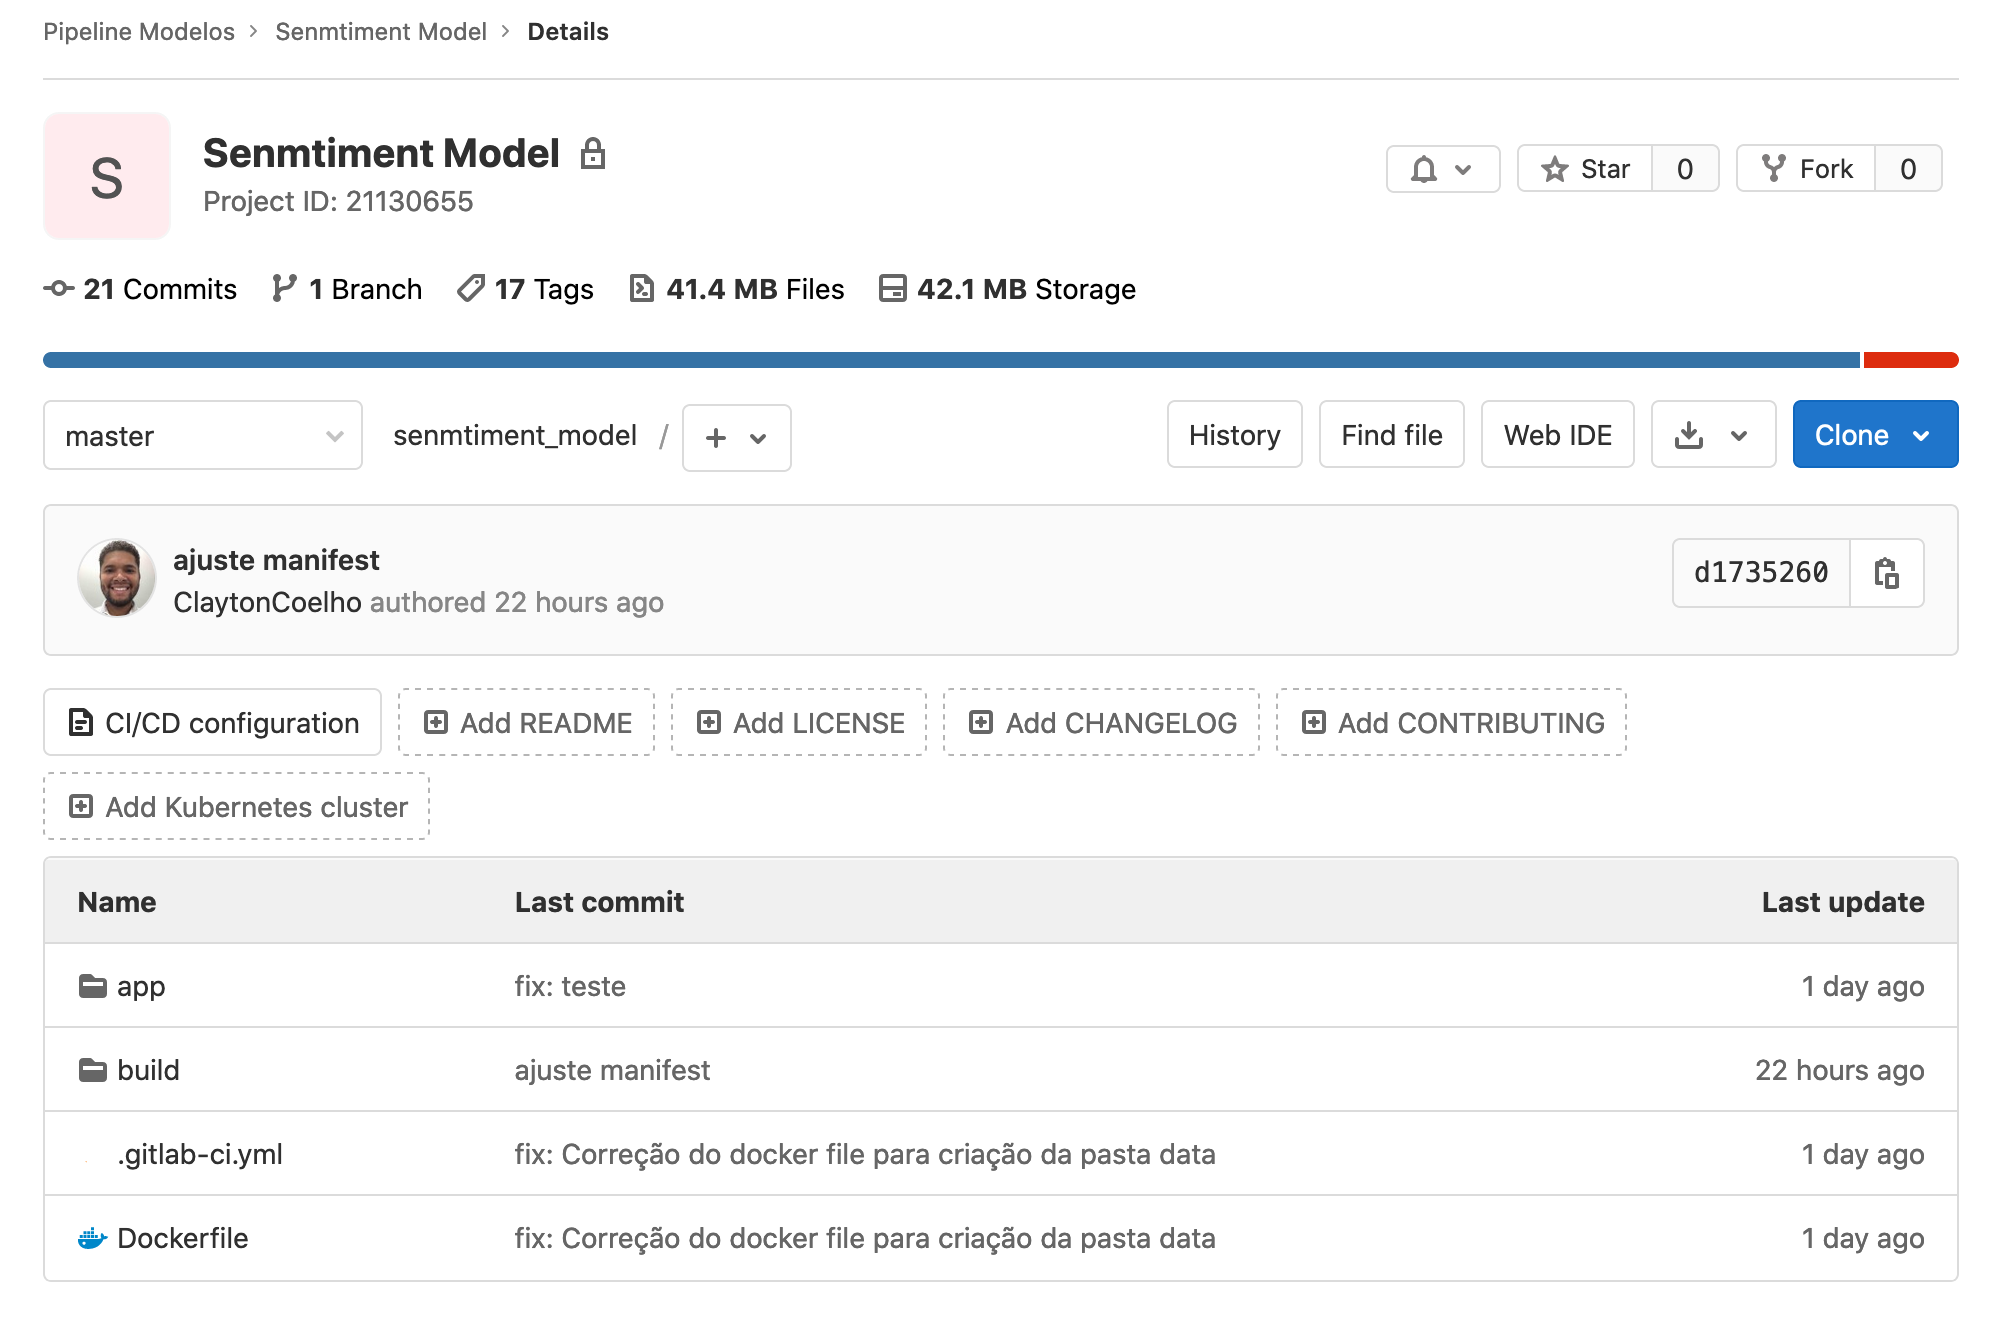 Pipeline Modelos > Senmtiment Model > Details
S
Senmtiment Model
Project ID: 21130655
Star 0
Fork 0
21 Commits 1 Branch 17 Tags 41.4 MB Files 42.1 MB Storage
master
senmtiment_model /
History
Find file
Web IDE
Clone
ajuste manifest
ClaytonCoelho authored 22 hours ago
d1735260
CI/CD configuration
Add README
Add LICENSE
Add CHANGELOG
Add CONTRIBUTING
Add Kubernetes cluster
Name Last commit Last update
app fix: teste 1 day ago
build ajuste manifest 22 hours ago
.gitlab-ci.yml fix: Correção do docker file para criação da pasta data 1 day ago
Dockerfile fix: Correção do docker file para criação da pasta data 1 day ago